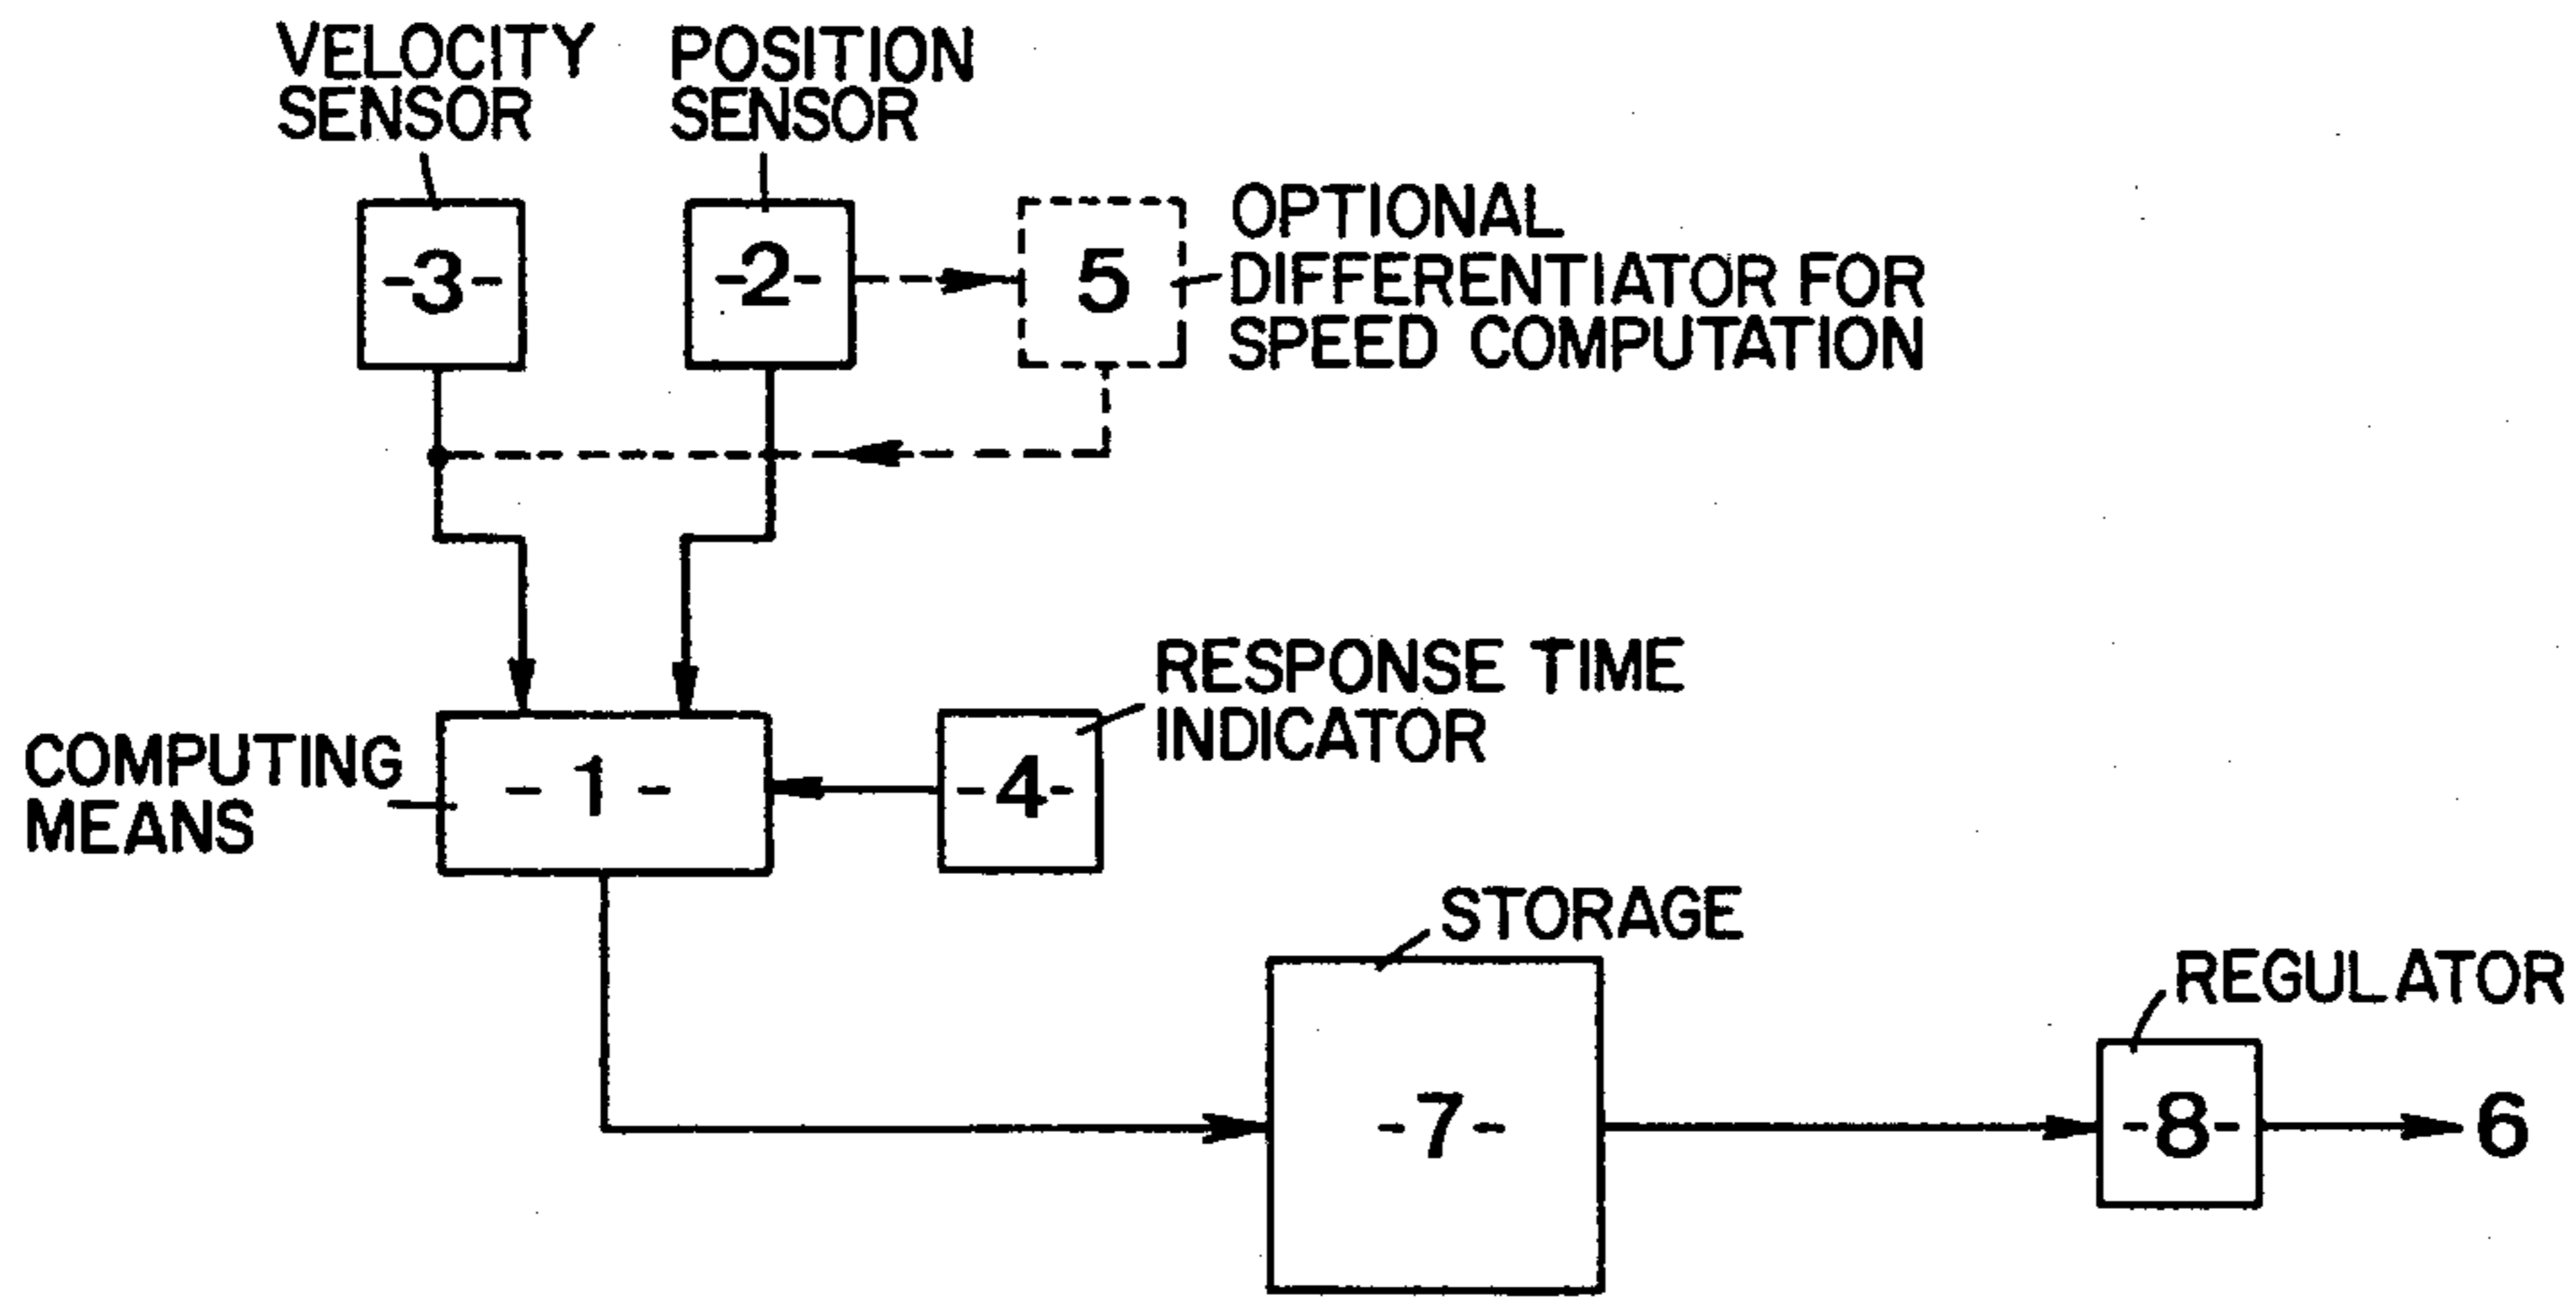 VELOCITY
SENSOR
POSITION
SENSOR
-3-
-2-
5
OPTIONAL
DIFFERENTIATOR FOR
SPEED COMPUTATION
RESPONSE TIME
INDICATOR
COMPUTING
MEANS
- 1 -
-4-
STORAGE
REGULATOR
-7-
-8-
6